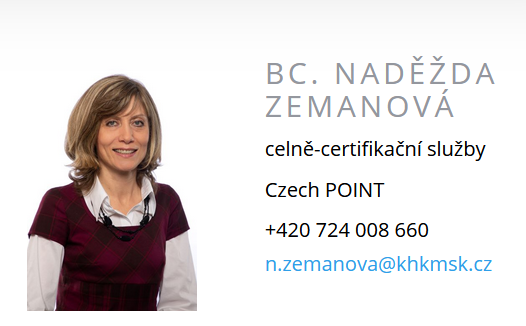 BC. NADĚŽDA
ZEMANOVÁ
celně-certifikační služby
Czech POINT
+420 724 008 660
n.zemanova@khkmsk.cz